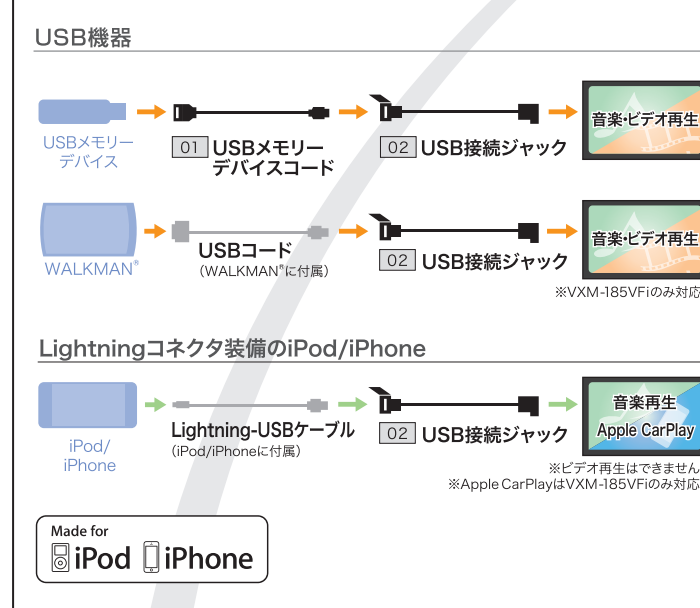 USB機器
USBメモリー
デバイス
01 USBメモリー
デバイスコード
02 USB接続ジャック
音楽・ビデオ再生
WALKMAN®
USBコード
（WALKMAN®に付属）
02 USB接続ジャック
音楽・ビデオ再生
※VXM-185VFiのみ対応
Lightningコネクタ装備のiPod/iPhone
iPod/
iPhone
Lightning-USBケーブル
（iPod/iPhoneに付属）
02 USB接続ジャック
音楽再生
Apple CarPlay
※ビデオ再生はできません
※Apple CarPlayはVXM-185VFiのみ対応
Made for
iPod iPhone